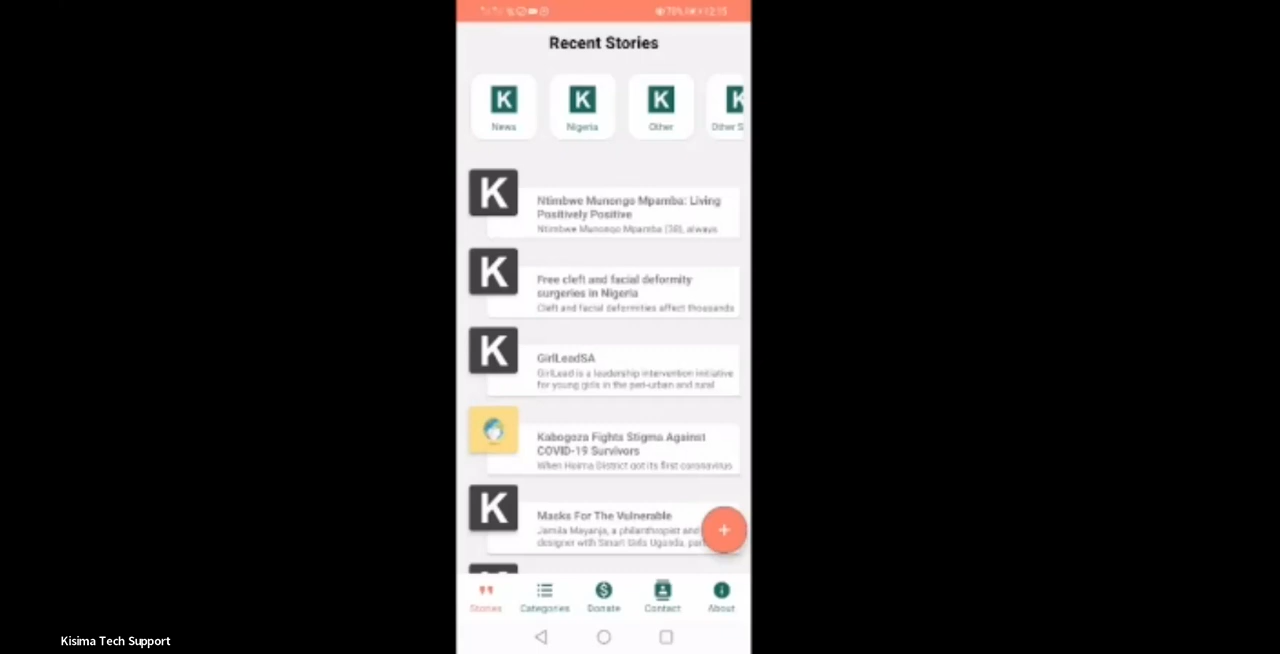 Recent Stories
K
K
K
K
News
Nigeria
Other
Other S
K
Ntimbwe Munongo Mpamba: Living
Positively Positive
Ntimbwe Munongo Mpamba (38), always
K
Free cleft and facial deformity
surgeries in Nigeria
Cleft and facial deformities affect thousands
K
GirlLeadSA
GirlLead is a leadership intervention initiative
for young girls in the peri-urban and rural
Kabogoza Fights Stigma Against
COVID-19 Survivors
When Hoima District got its first coronavirus
K
Masks For The Vulnerable
Jamila Mayanja, a philanthropist and
designer with Smart Girls Uganda,
+
Stories
Categories
Donate
Contact
About
Kisima Tech Support